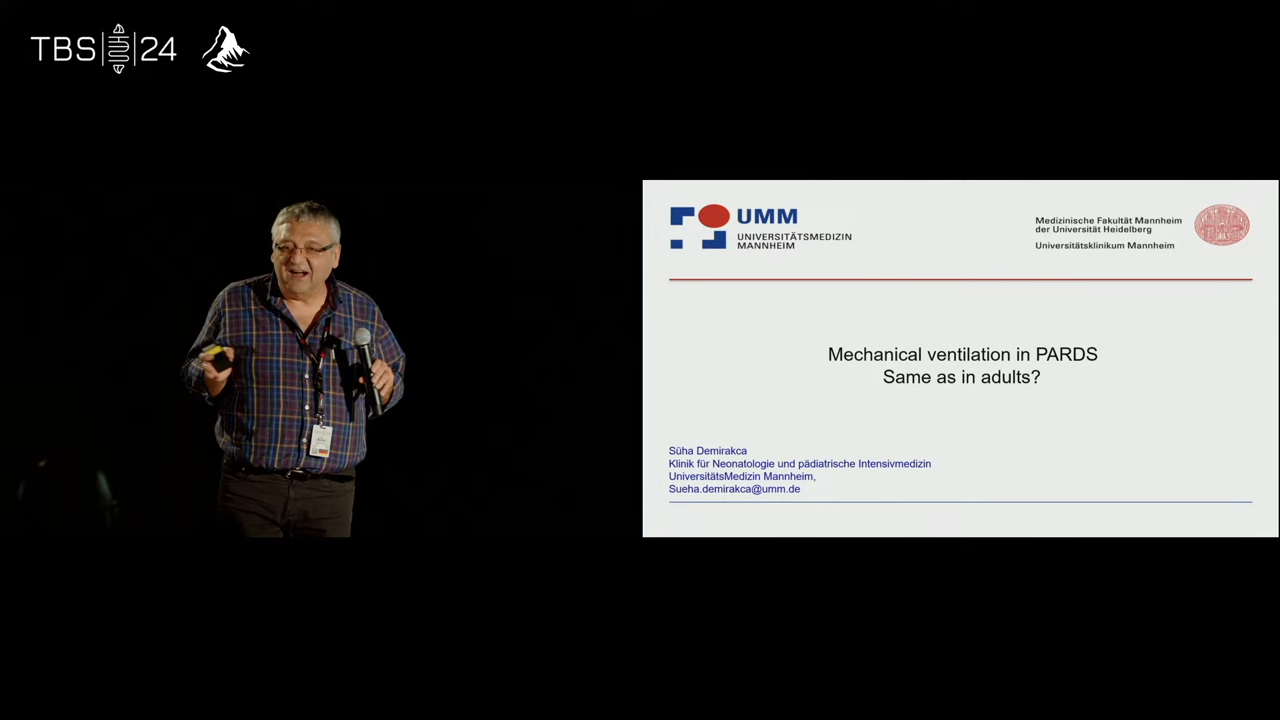 TBS 24
UMM
UNIVERSITÄTSMEDIZIN
MANNHEIM
Medizinische Fakultät Mannheim
der Universität Heidelberg
Universitätsklinikum Mannheim
Mechanical ventilation in PARDS
Same as in adults?
Süha Demirakca
Klinik für Neonatologie und pädiatrische Intensivmedizin
UniversitätsMedizin Mannheim,
Sueha.demirakca@umm.de